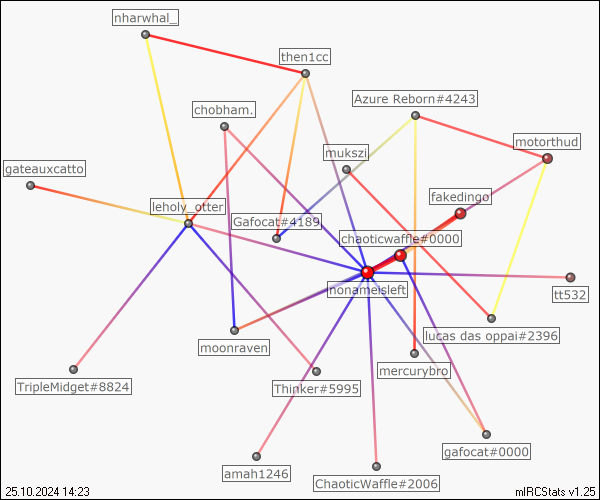 nharwhal_
then1cc
Azure Reborn#4243
chobham.
motorthud
mukszi
gateauxcatto
fakedingo
leholy_otter
Gafocat#4189
chaoticwaffle#0000
nonameisleft
tt532
lucas das oppai#2396
moonraven
mercurybro
TripleMidget#8824
Thinker#5995
gafocat#0000
amah1246
ChaoticWaffle#2006
25.10.2024 14:23
mIRCStats v1.25